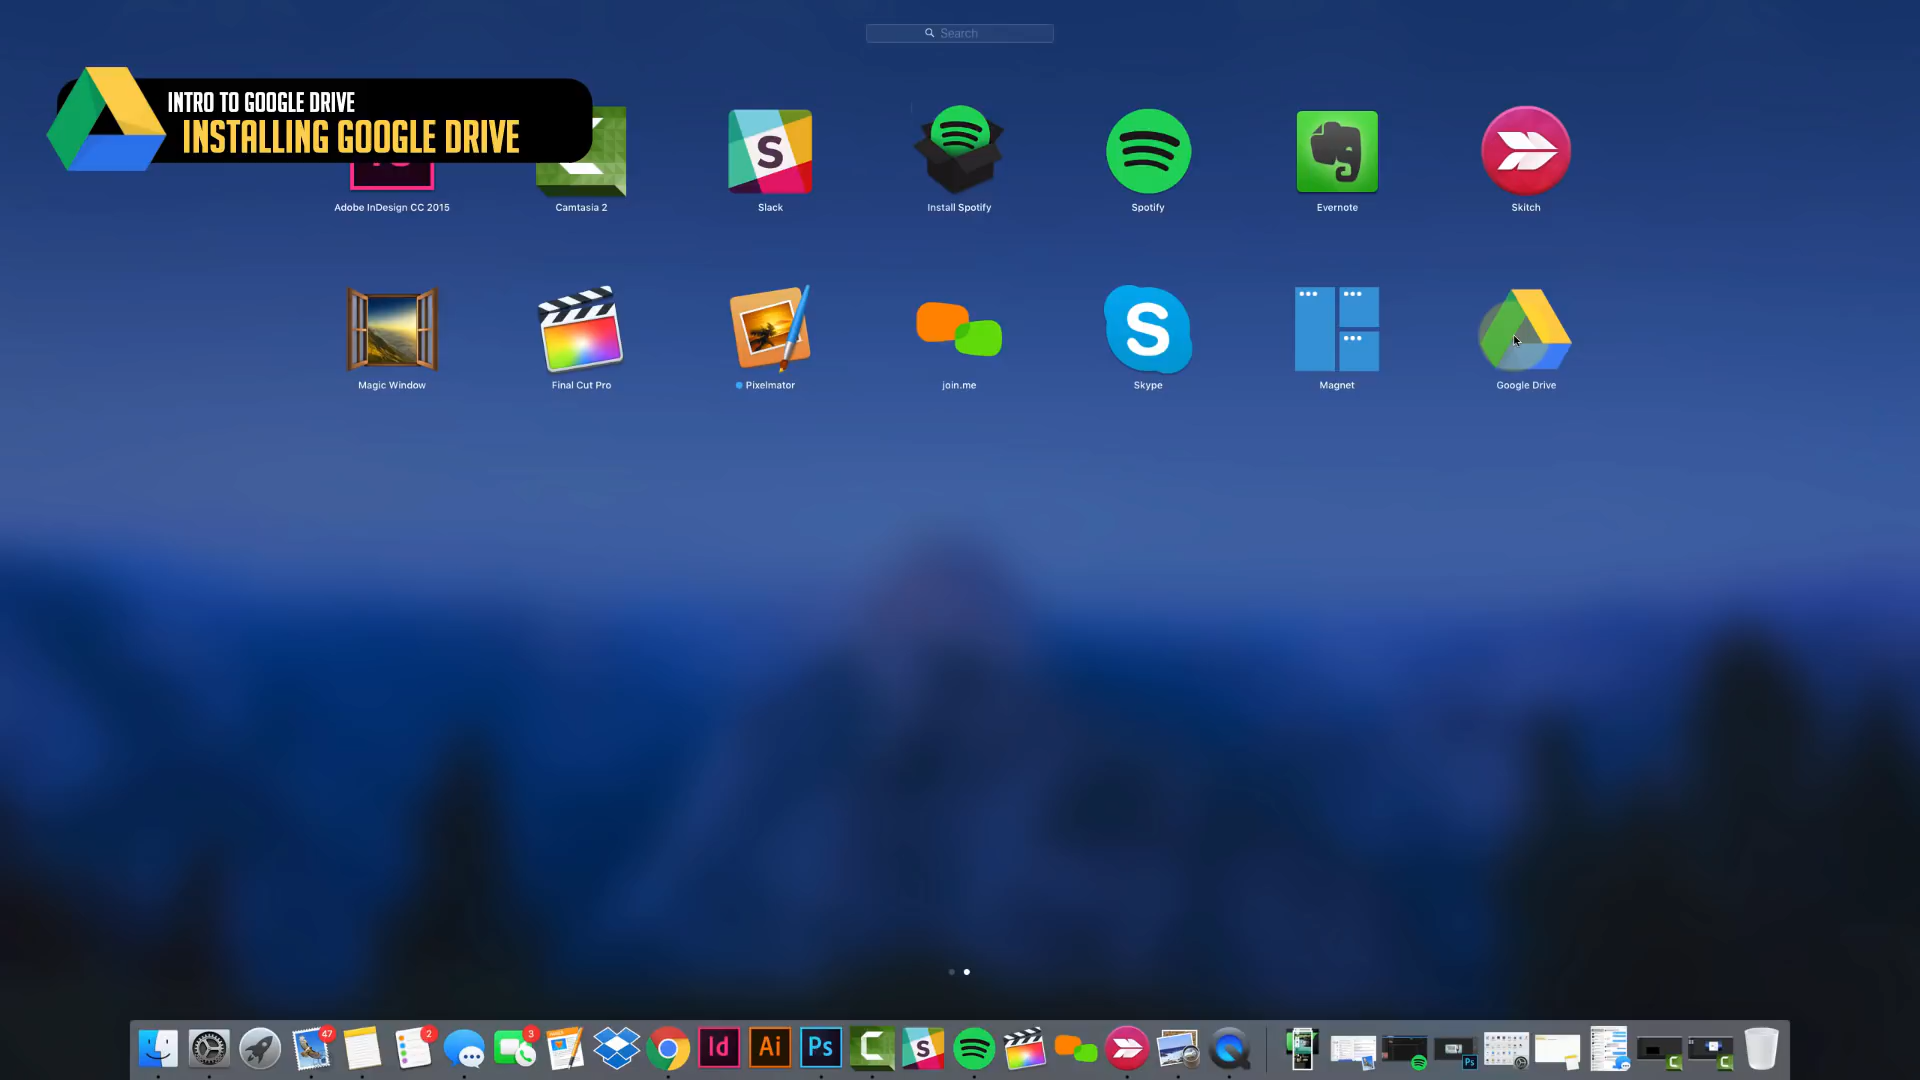 Search
INTRO TO GOOGLE DRIVE
INSTALLING GOOGLE DRIVE
S
Adobe InDesign CC 2015
Camtasia 2
Slack
Install Spotify
Spotify
Evernote
Skitch
S
Magic Window
Final Cut Pro
Pixelmator
join.me
Skype
Magnet
Google Drive
47
2
3
Id
Ai
Ps
C
S
Ps